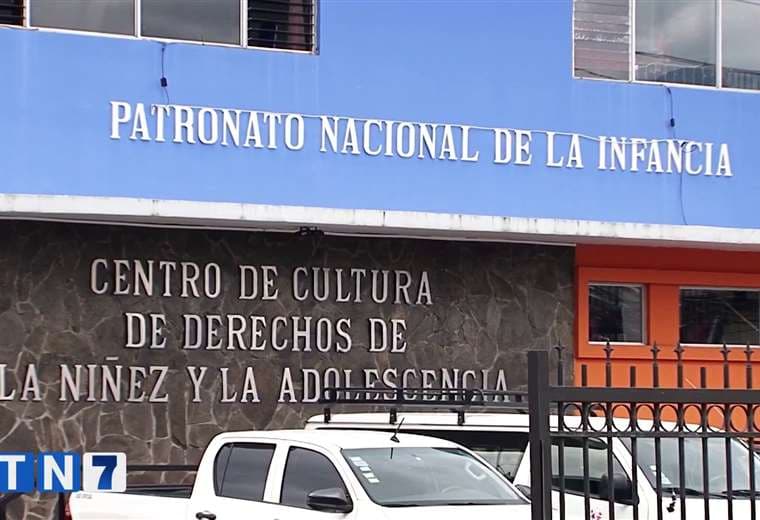 PATRONATO NACIONAL DE LA INFANCIA
CENTRO DE CULTURA
DE DERECHOS DE
LA NIÑEZ Y LA ADOLESCENCIA
TN7